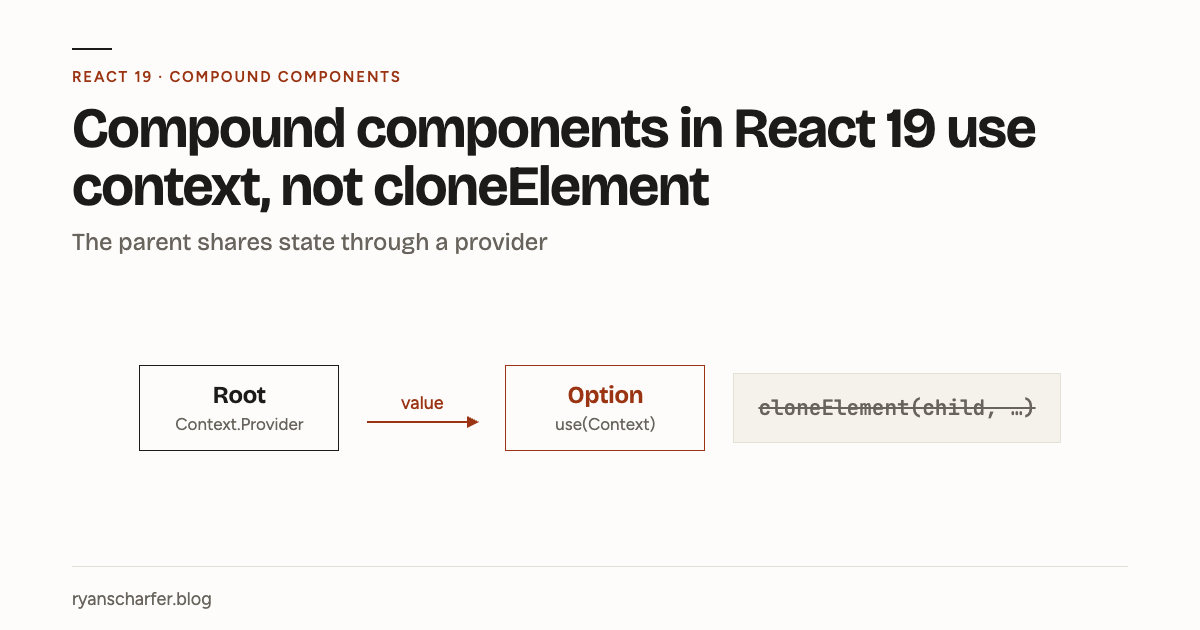 REACT 19 · COMPOUND COMPONENTS
Compound components in React 19 use
context, not cloneElement
The parent shares state through a provider
Root
Context.Provider
value
Option
use(Context)
cloneElement(child, …)
ryanscharfer.blog